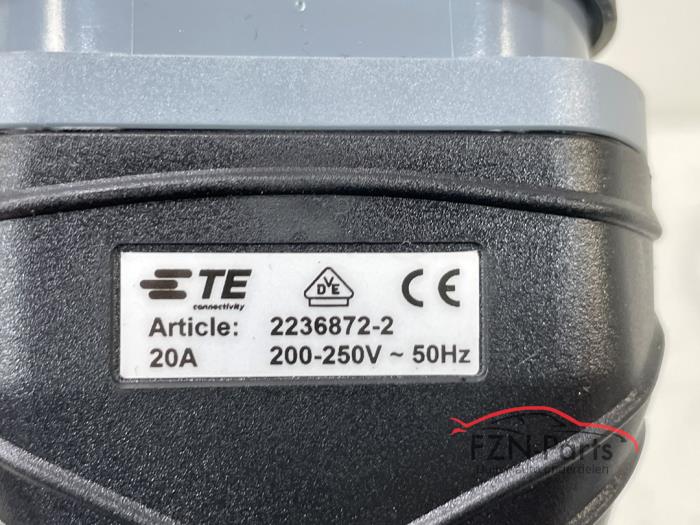 TE
connectivity
DVE
CE
Article: 2236872-2
20A 200-250V ~ 50Hz
FZN-Parts